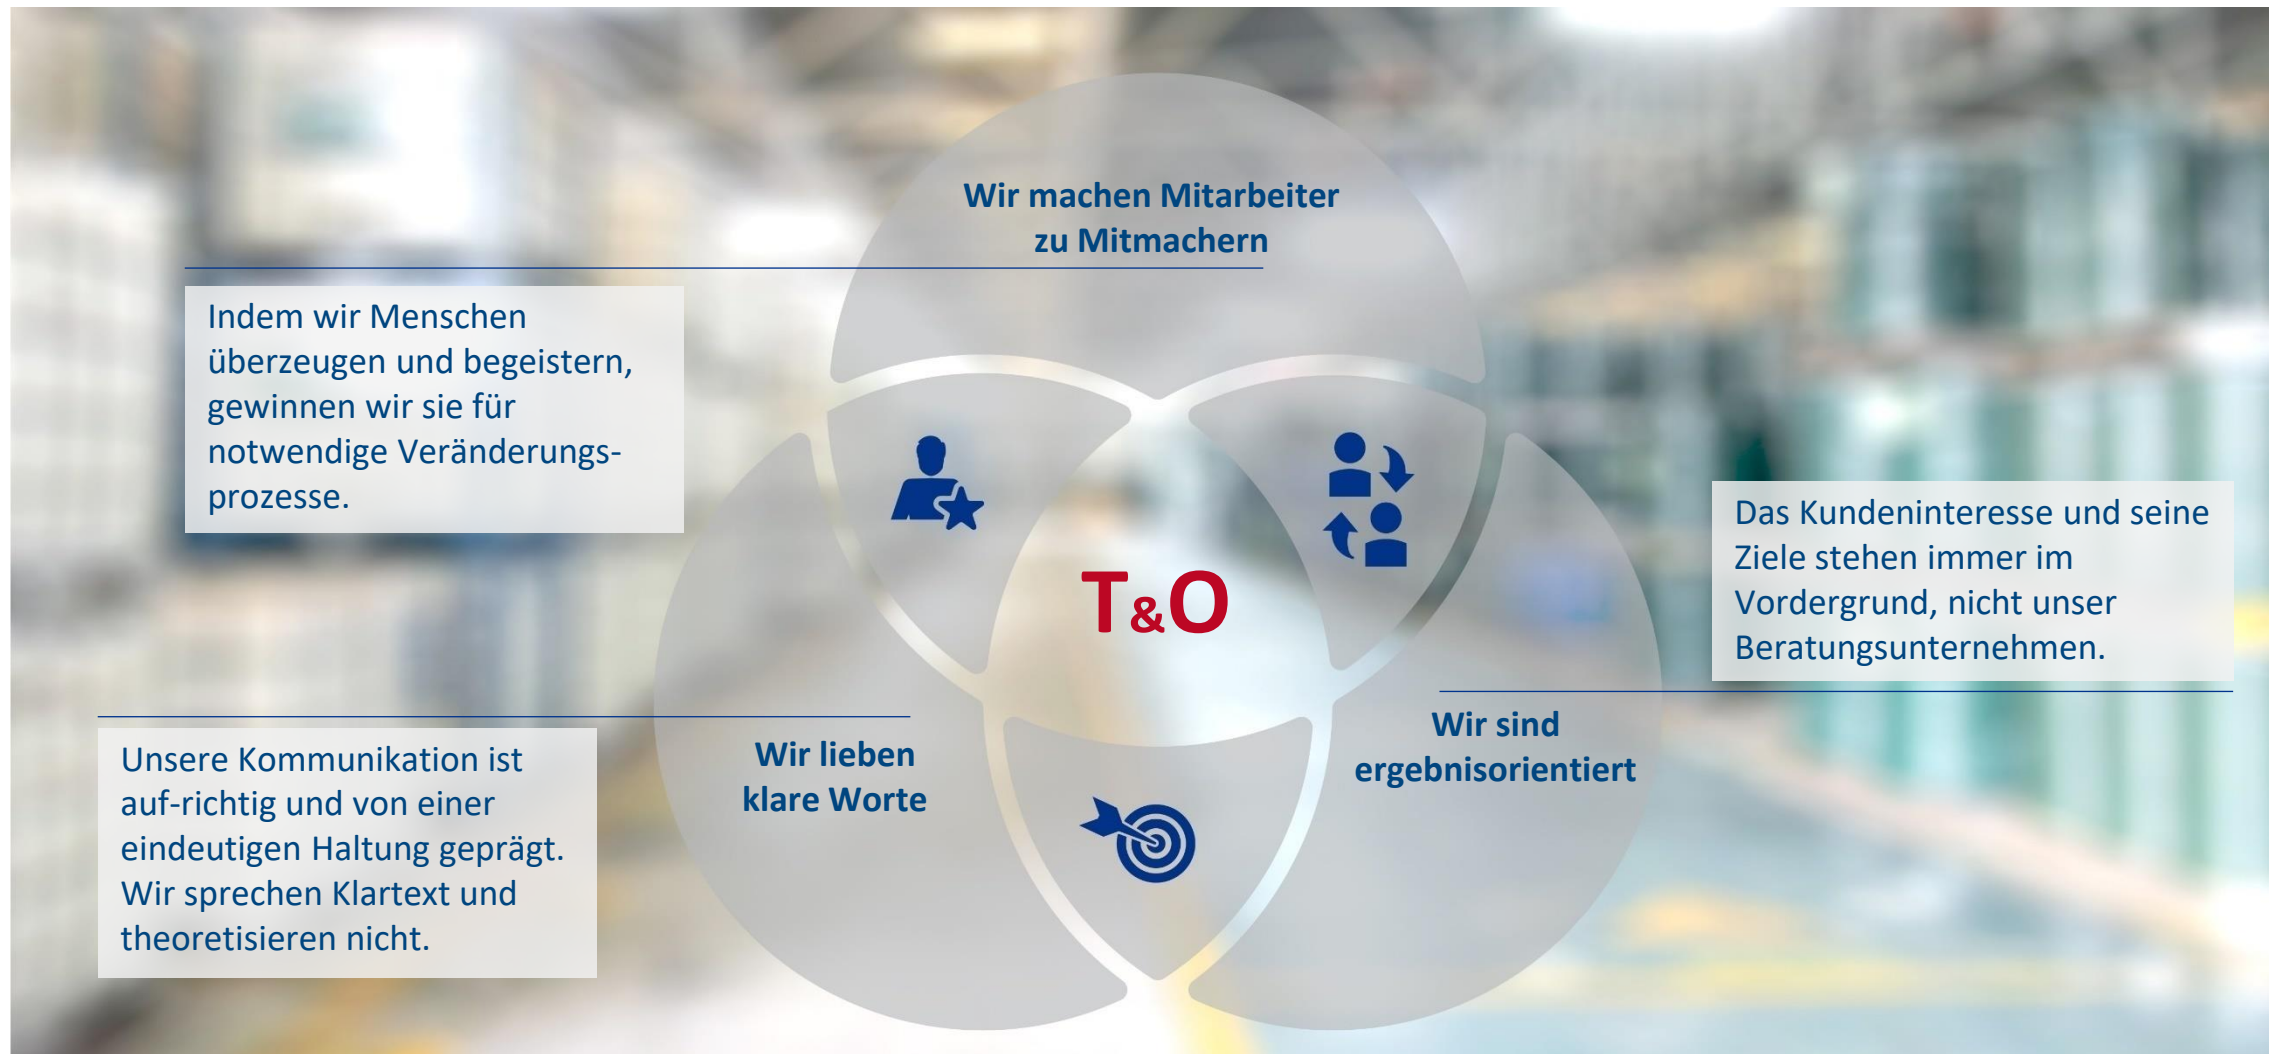 Wir machen Mitarbeiter
zu Mitmachern
Indem wir Menschen
überzeugen und begeistern,
gewinnen wir sie für
notwendige Veränderungs-
prozesse.
T&O
Das Kundeninteresse und seine
Ziele stehen immer im
Vordergrund, nicht unser
Beratungsunternehmen.
Wir sind
ergebnisorientiert
Wir lieben
klare Worte
Unsere Kommunikation ist
auf-richtig und von einer
eindeutigen Haltung geprägt.
Wir sprechen Klartext und
theoretisieren nicht.